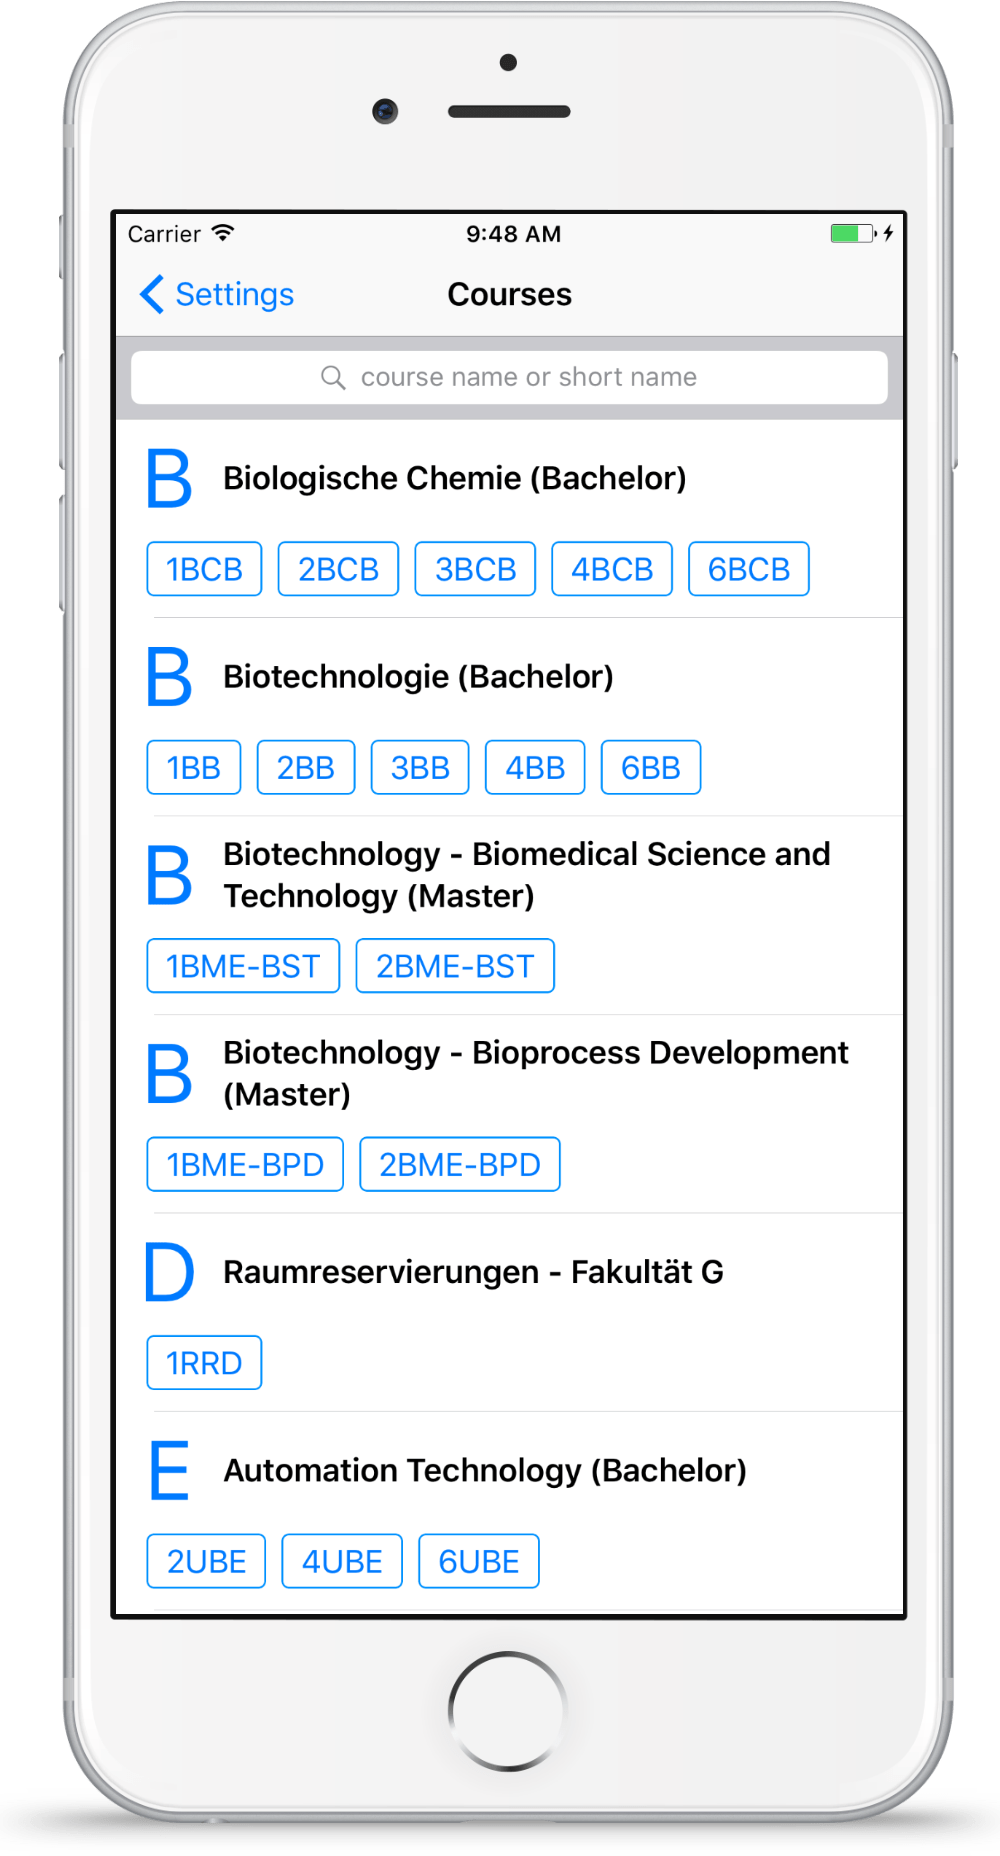 Carrier 9:48 AM
Settings Courses
course name or short name
B Biologische Chemie (Bachelor)
1BCB 2BCB 3BCB 4BCB 6BCB
B Biotechnologie (Bachelor)
1BB 2BB 3BB 4BB 6BB
B Biotechnology - Biomedical Science and
Technology (Master)
1BME-BST 2BME-BST
B Biotechnology - Bioprocess Development
(Master)
1BME-BPD 2BME-BPD
D Raumreservierungen - Fakultät G
1RRD
E Automation Technology (Bachelor)
2UBE 4UBE 6UBE